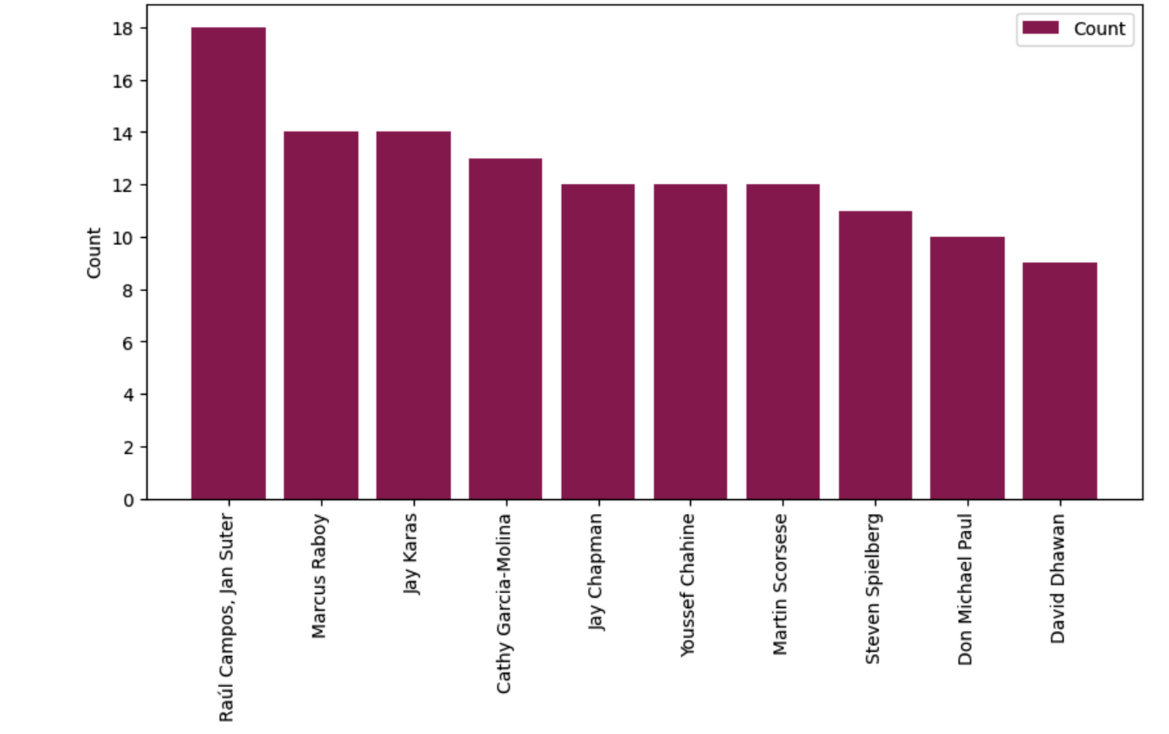 18
16
14
12
10
8
6
4
2
0
Count
Count
Raúl Campos, Jan Suter
Marcus Raboy
Jay Karas
Cathy Garcia-Molina
Jay Chapman
Youssef Chahine
Martin Scorsese
Steven Spielberg
Don Michael Paul
David Dhawan